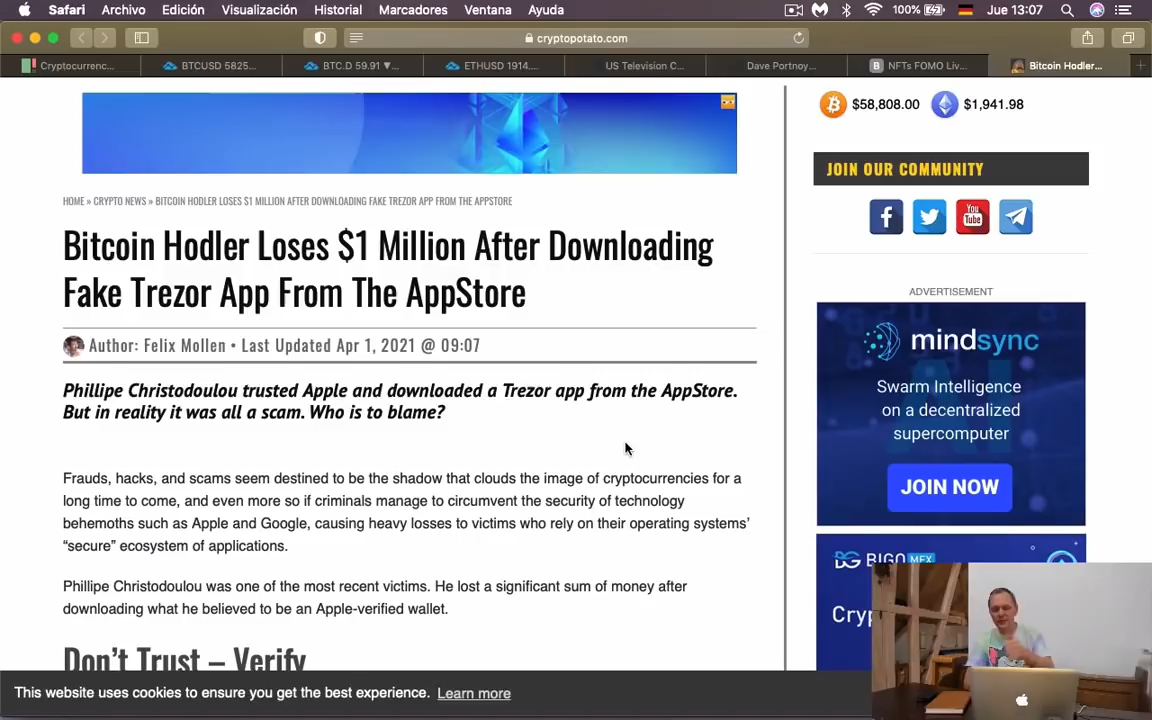 Safari Archivo Edición Visualización Historial Marcadores Ventana Ayuda 100% Jue 13:07
cryptopotato.com
Cryptocurrenc... BTCUSD 5825.... BTC.D 59.91 ▼... ETHUSD 1914.... US Television C... Dave Portnoy... B NFTs FOMO Liv... Bitcoin Hodler...
$58,808.00 $1,941.98
JOIN OUR COMMUNITY
You
Tube
HOME » CRYPTO NEWS » BITCOIN HODLER LOSES $1 MILLION AFTER DOWNLOADING FAKE TREZOR APP FROM THE APPSTORE
Bitcoin Hodler Loses $1 Million After Downloading
Fake Trezor App From The AppStore
Author: Felix Mollen • Last Updated Apr 1, 2021 @ 09:07
Phillipe Christodoulou trusted Apple and downloaded a Trezor app from the AppStore.
But in reality it was all a scam. Who is to blame?
Frauds, hacks, and scams seem destined to be the shadow that clouds the image of cryptocurrencies for a
long time to come, and even more so if criminals manage to circumvent the security of technology
behemoths such as Apple and Google, causing heavy losses to victims who rely on their operating systems’
“secure” ecosystem of applications.
Phillipe Christodoulou was one of the most recent victims. He lost a significant sum of money after
downloading what he believed to be an Apple-verified wallet.
Don’t Trust – Verify
ADVERTISEMENT
mindsync
Swarm Intelligence
on a decentralized
supercomputer
JOIN NOW
BIGOMEX
Cryp
This website uses cookies to ensure you get the best experience. Learn more